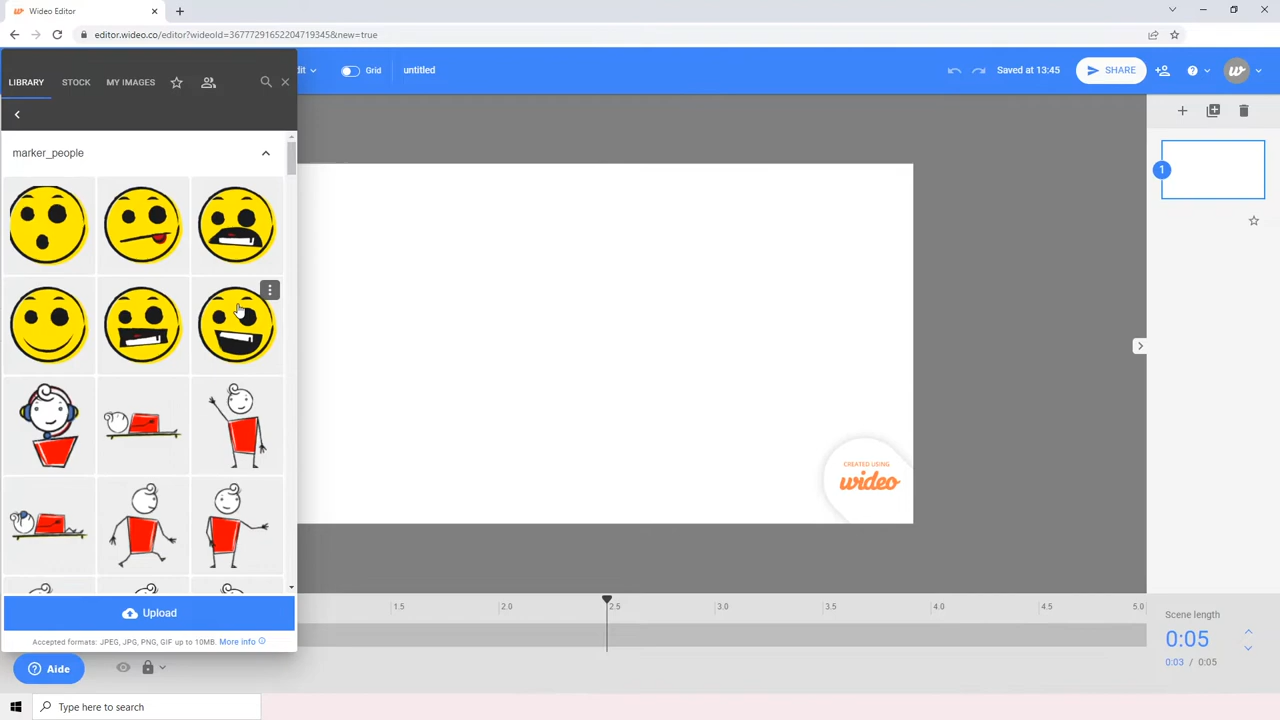 Wideo Editor
editor.wideo.co/editor?wideoId=36777291652204719345&new=true
LIBRARY STOCK MY IMAGES
dit Grid untitled Saved at 13:45 SHARE
marker_people
1
CREATED USING
wideo
Upload
Accepted formats: JPEG, JPG, PNG, GIF up to 10MB. More info
1.5 2.0 2.5 3.0 3.5 4.0 4.5 5.0
Scene length
0:05
0:03 / 0:05
Aide
Type here to search